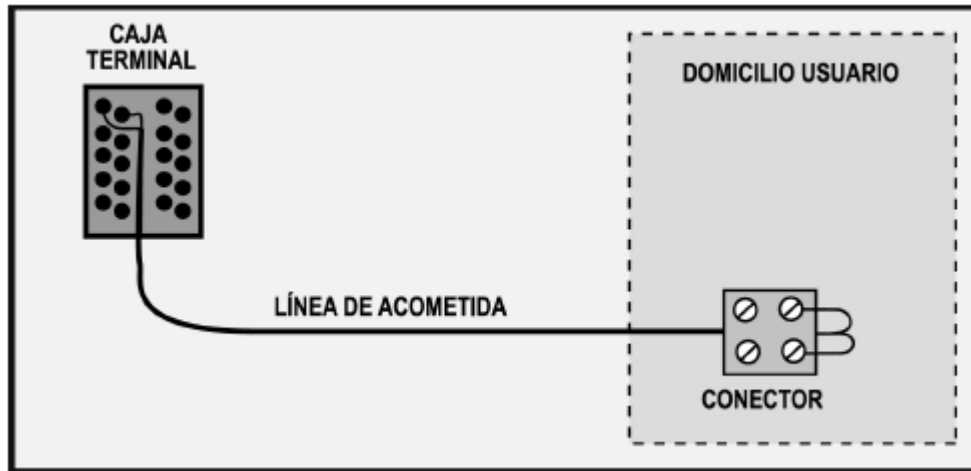 CAJA
TERMINAL
DOMICILIO USUARIO
LÍNEA DE ACOMETIDA
CONECTOR